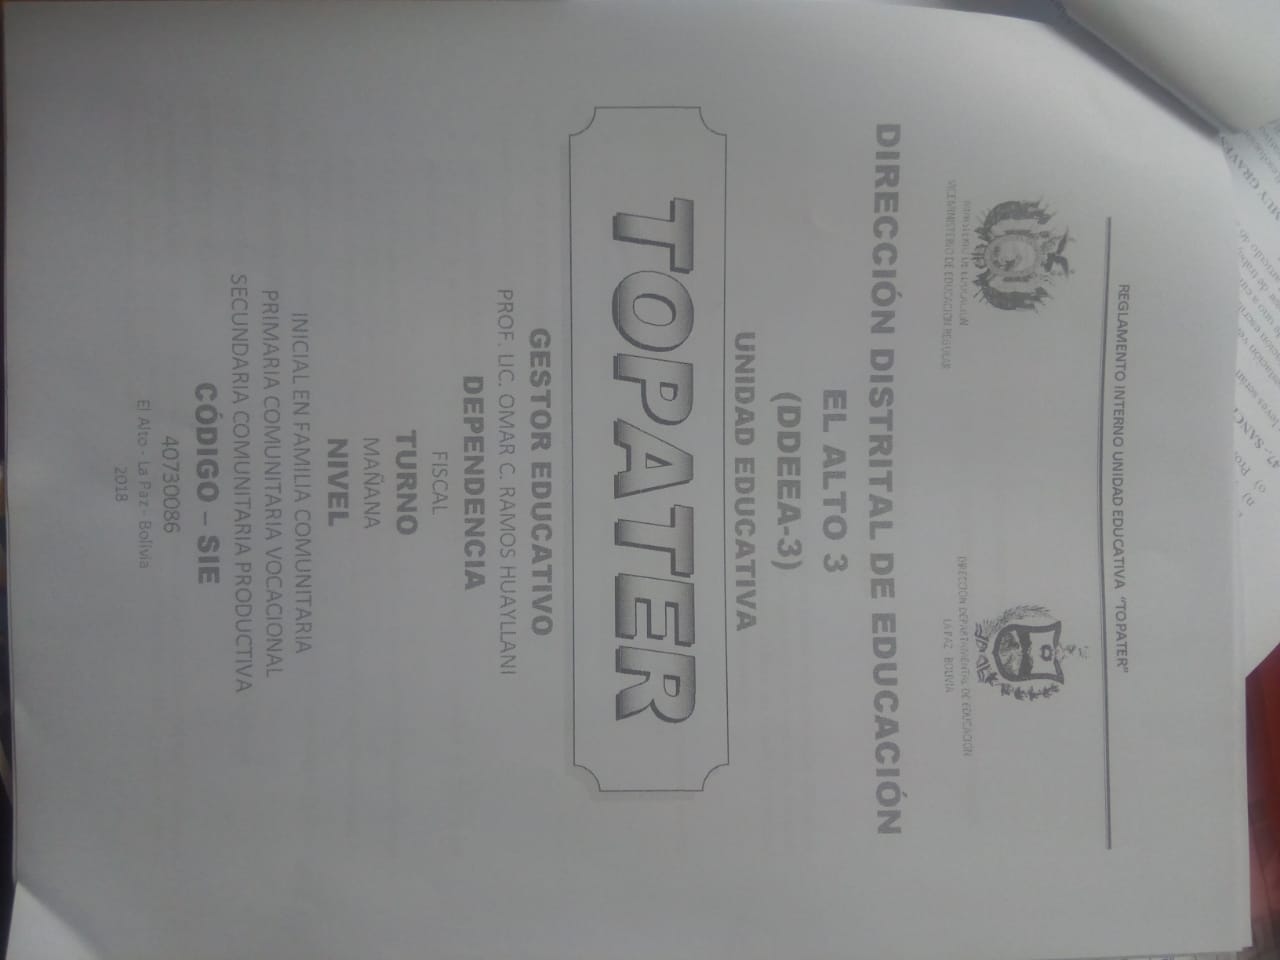 REGLAMENTO INTERNO UNIDAD EDUCATIVA "TOPATER"
MINISTERIO DE EDUCACIÓN
VICEMINISTERIO DE EDUCACIÓN REGULAR
DIRECCIÓN DEPARTAMENTAL DE EDUCACIÓN
LA PAZ - BOLIVIA
DIRECCIÓN DISTRITAL DE EDUCACIÓN
EL ALTO 3
(DDEEA-3)
UNIDAD EDUCATIVA
TOPATER
GESTOR EDUCATIVO
PROF. LIC. OMAR C. RAMOS HUAYLLANI
DEPENDENCIA
FISCAL
TURNO
MAÑANA
NIVEL
INICIAL EN FAMILIA COMUNITARIA
PRIMARIA COMUNITARIA VOCACIONAL
SECUNDARIA COMUNITARIA PRODUCTIVA
CÓDIGO – SIE
40730086
El Alto - La Paz - Bolivia
2018
MUY GRAVES